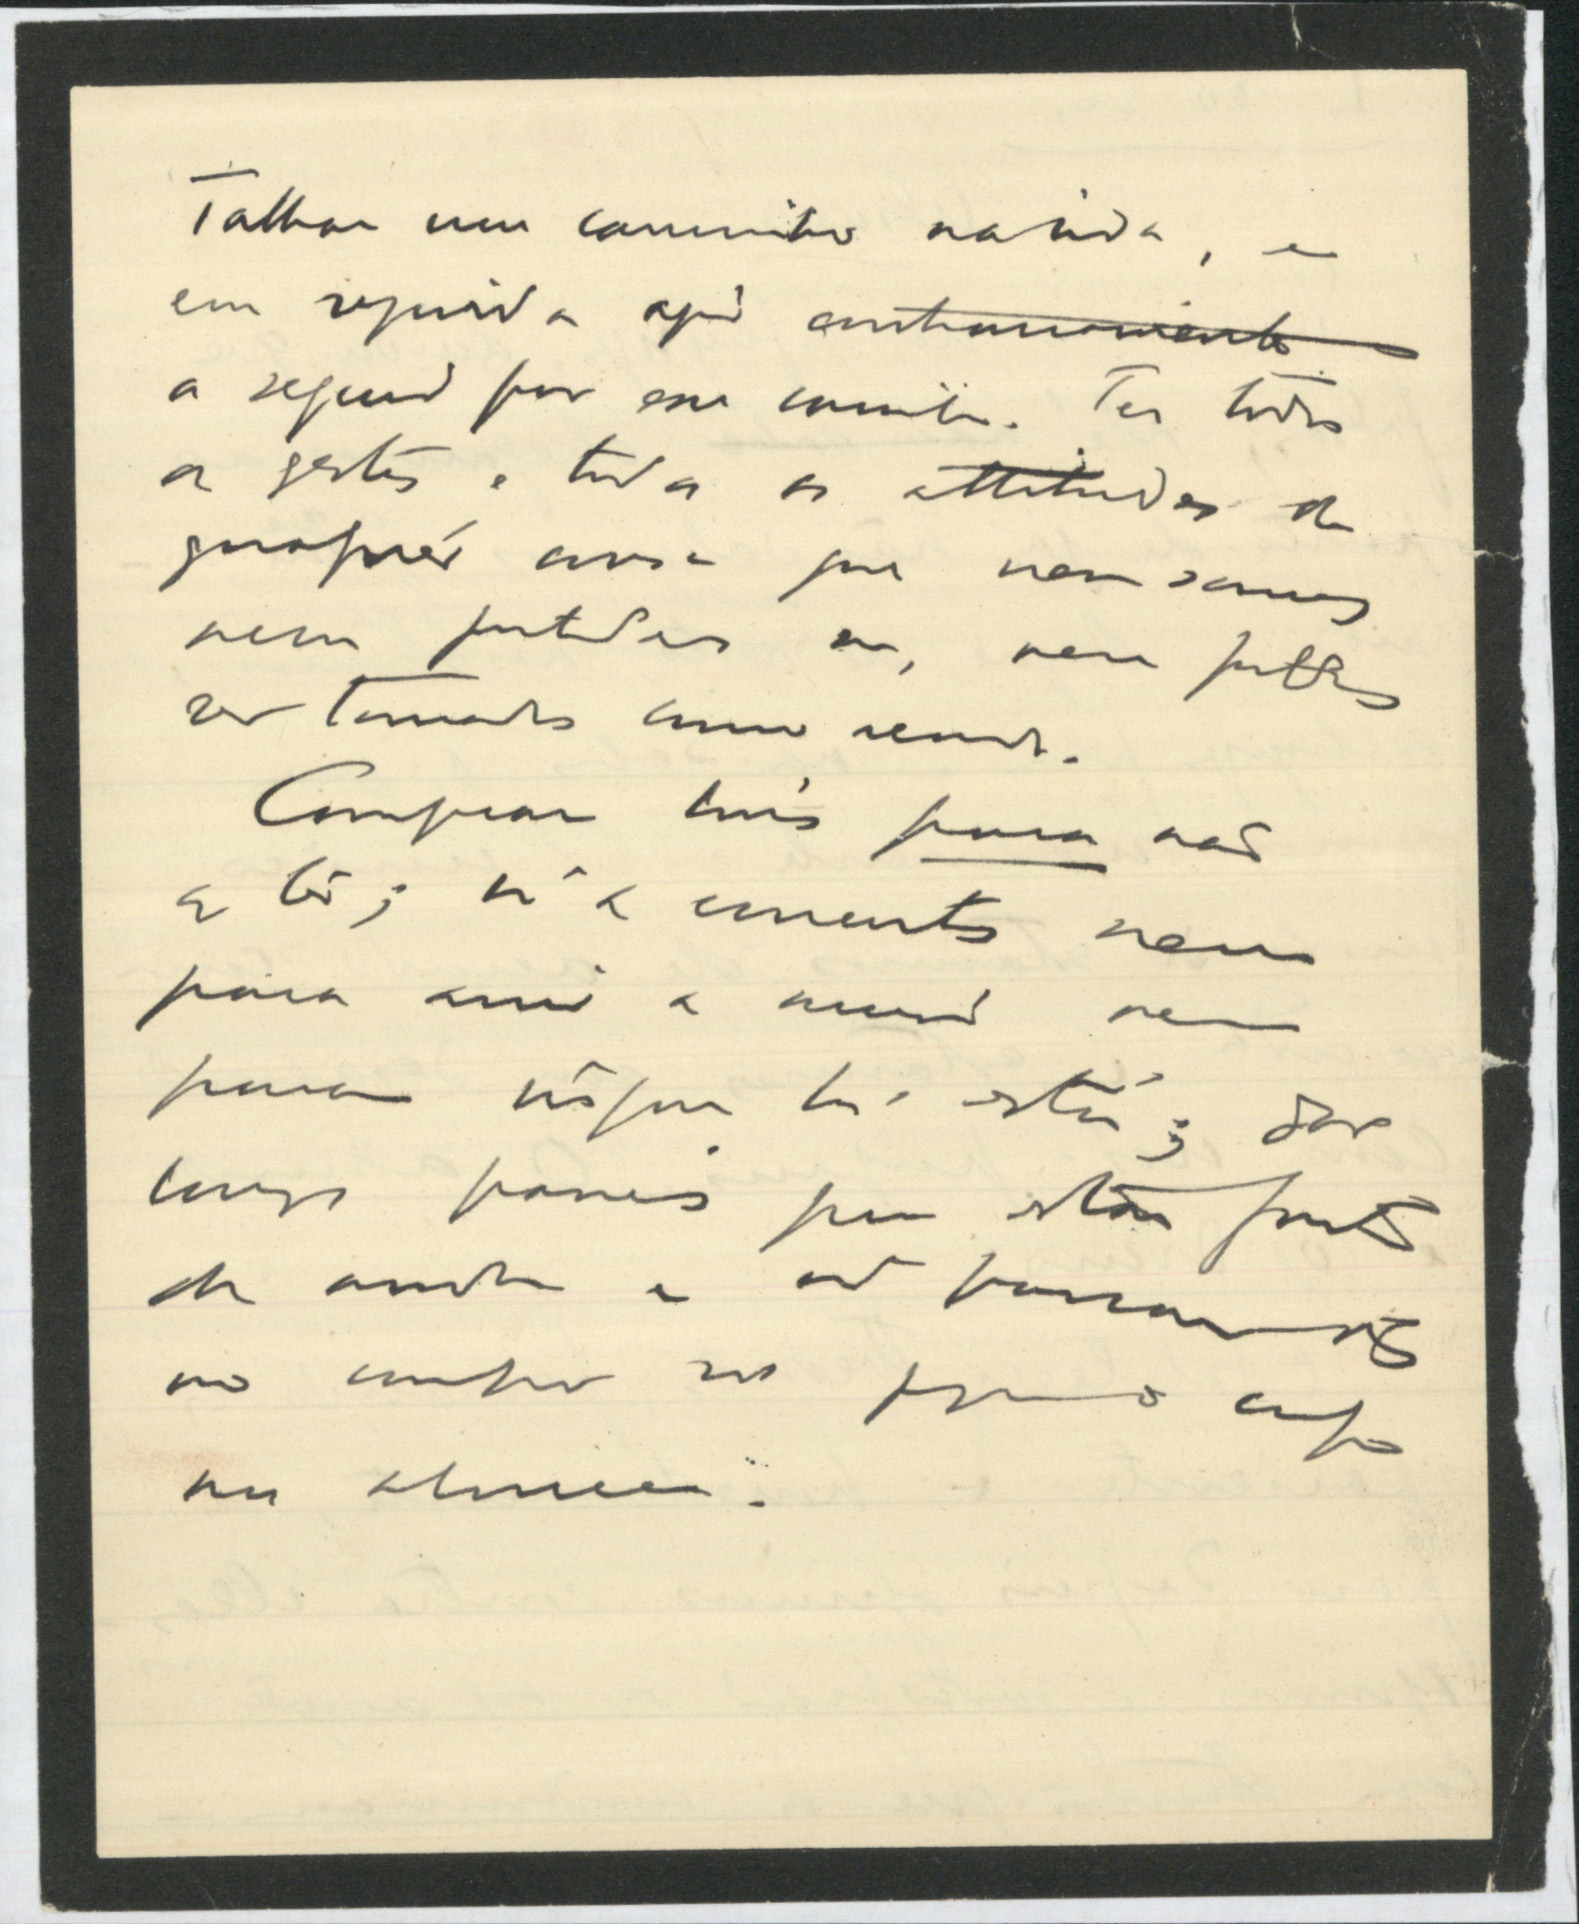 Talhar um caminho na vida, e
em seguida agir contrariamente
a seguir por esse caminho. Ter todos
os gestos e todas as attitudes de
qualquér cousa que nem somos,
nem pretendemos ser, nem pretendemos
ser tomados como sendo.
Comprar livros para não
os lêr; ir a concertos nem
para ouvir a musica nem
para vêr quem lá está; dar
longos passeios por estar farto
de andar e ir passar dias
no campo só porque o campo
nos aborrece.